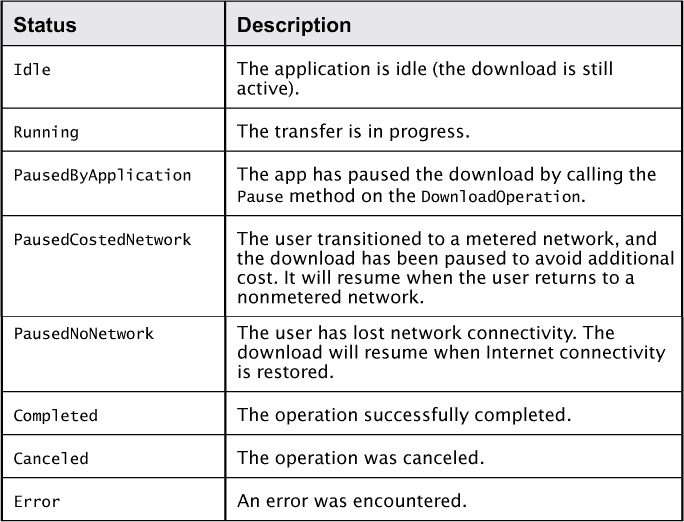 Status Description
Idle The application is idle (the download is still
active).
Running The transfer is in progress.
PausedByApplication The app has paused the download by calling the
Pause method on the DownloadOperation.
PausedCostedNetwork The user transitioned to a metered network, and
the download has been paused to avoid additional
cost. It will resume when the user returns to a
nonmetered network.
PausedNoNetwork The user has lost network connectivity. The
download will resume when Internet connectivity
is restored.
Completed The operation successfully completed.
Canceled The operation was canceled.
Error An error was encountered.